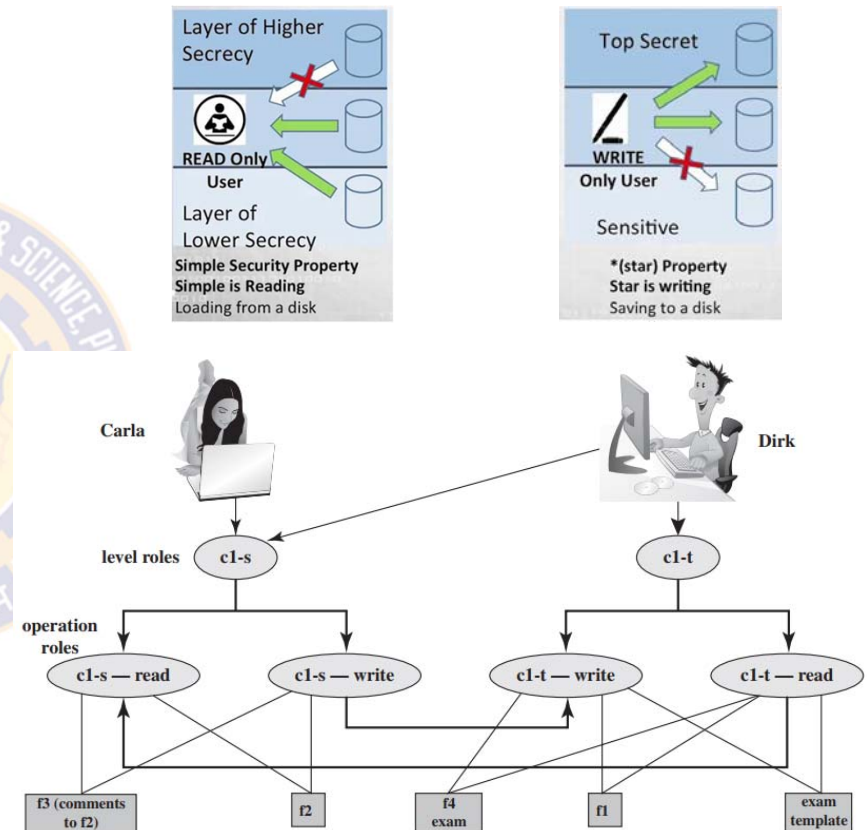 Layer of Higher
Secrecy
READ Only
User
Layer of
Lower Secrecy
Simple Security Property
Simple is Reading
Loading from a disk
Top Secret
WRITE
Only User
Sensitive
*(star) Property
Star is writing
Saving to a disk
& SCIENCE, PI
Carla
Dirk
level roles
c1-s
c1-t
operation
roles
c1-s — read
c1-s — write
c1-t — write
c1-t — read
f3 (comments
to f2)
f2
f4
exam
f1
exam
template